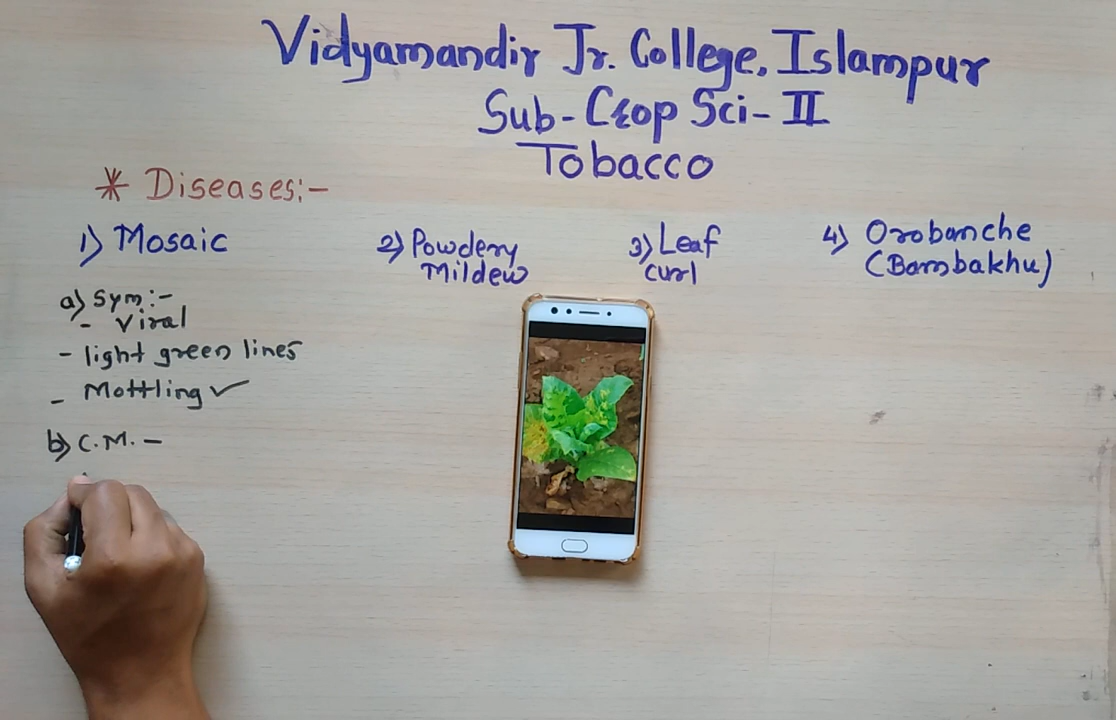 Vidyamandir Jr. College, Islampur
Sub- Crop Sci- II
Tobacco
* Diseases:-
1) Mosaic
2) Powdery
Mildew
3) Leaf
curl
4) Orobanche
(Bambakhu)
a) Sym:-
- Viral
- light green lines
- Mottling ✓
b) C.M. -